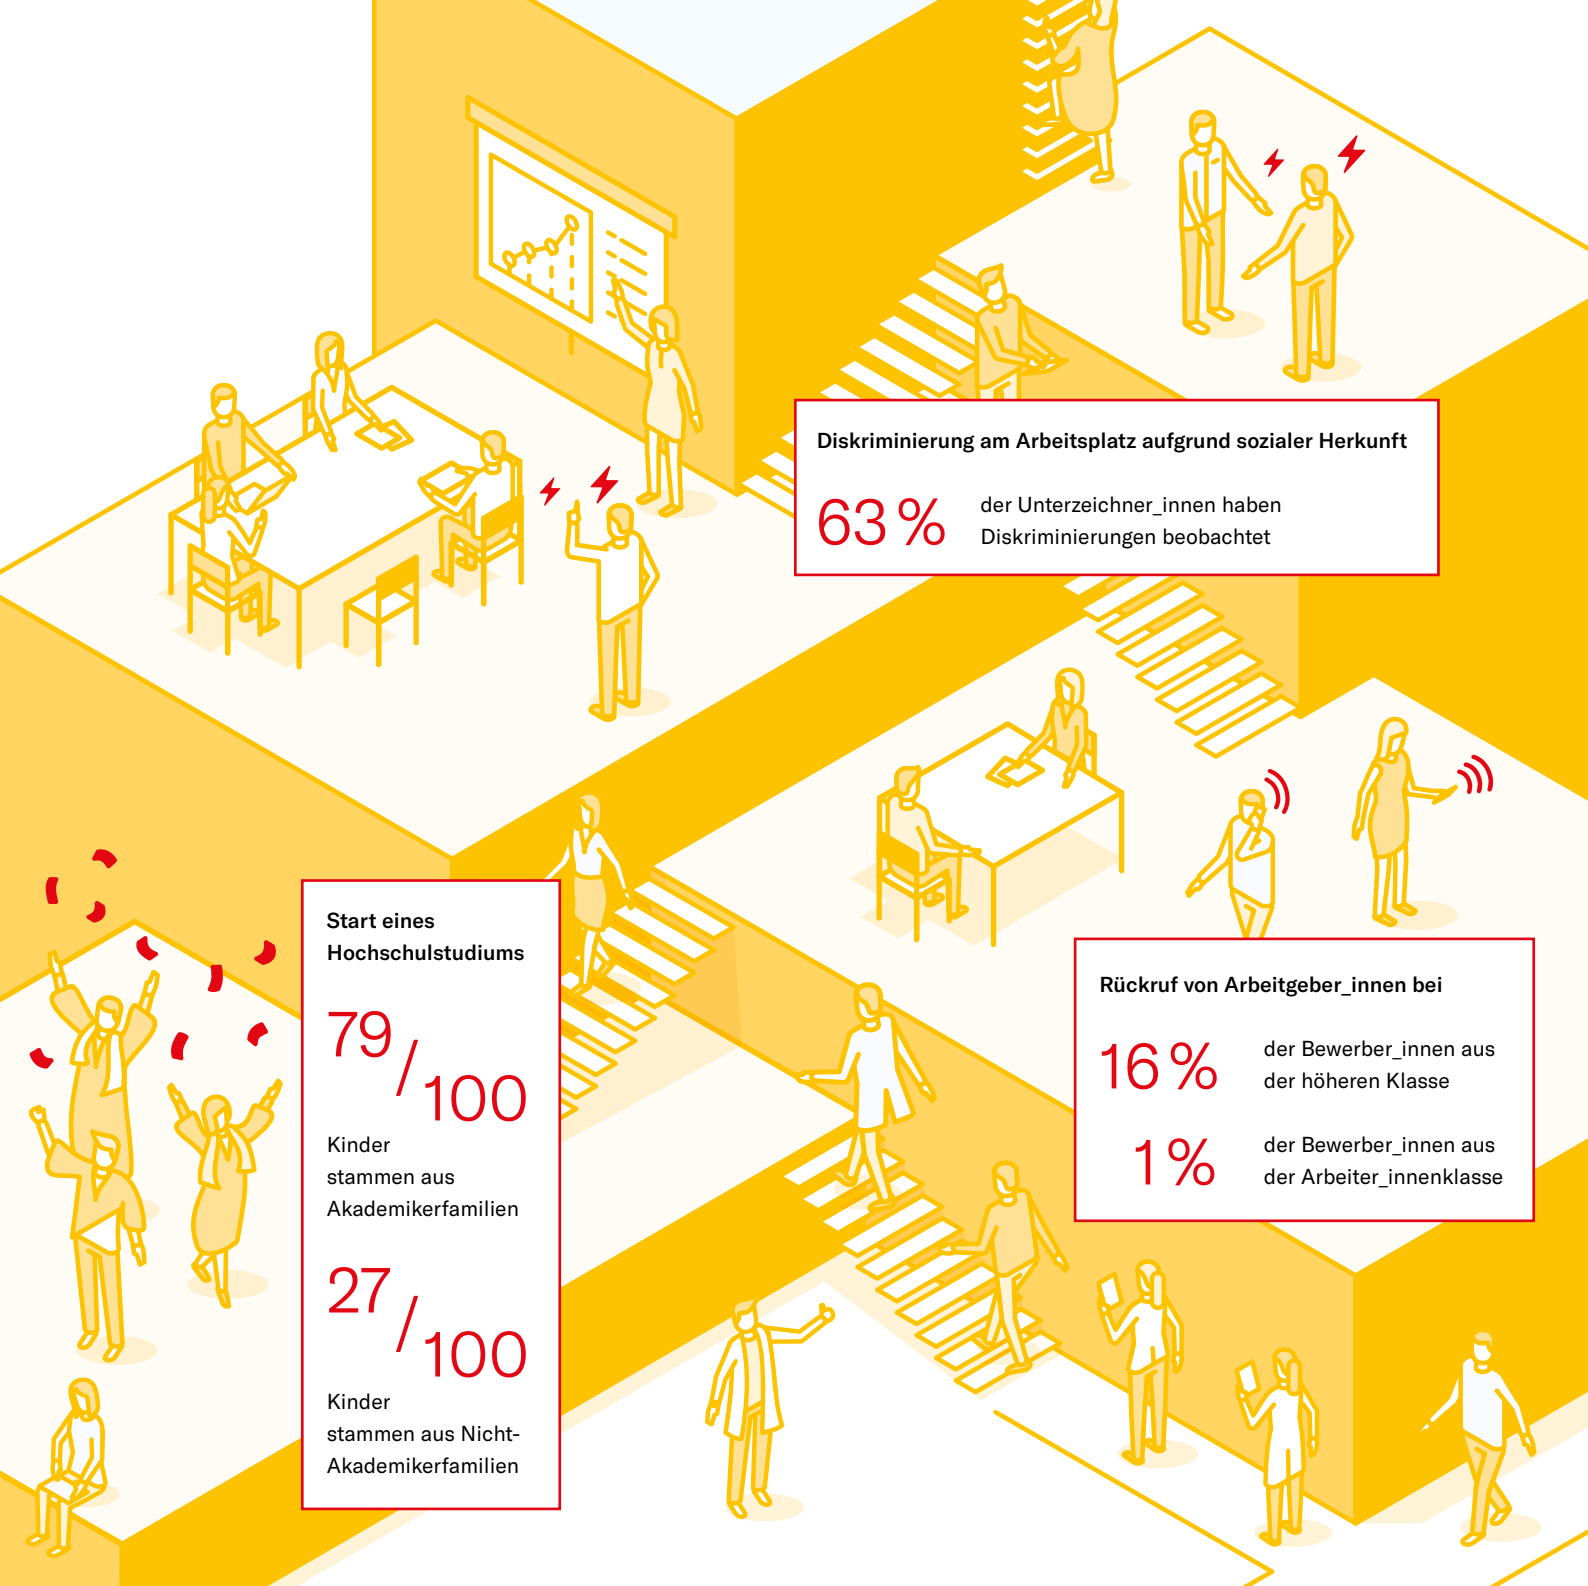 Diskriminierung am Arbeitsplatz aufgrund sozialer Herkunft
63 % der Unterzeichner_innen haben
Diskriminierungen beobachtet
Start eines
Hochschulstudiums
79/100
Kinder
stammen aus
Akademikerfamilien
27/100
Kinder
stammen aus Nicht-
Akademikerfamilien
Rückruf von Arbeitgeber_innen bei
16 % der Bewerber_innen aus
der höheren Klasse
1 % der Bewerber_innen aus
der Arbeiter_innenklasse